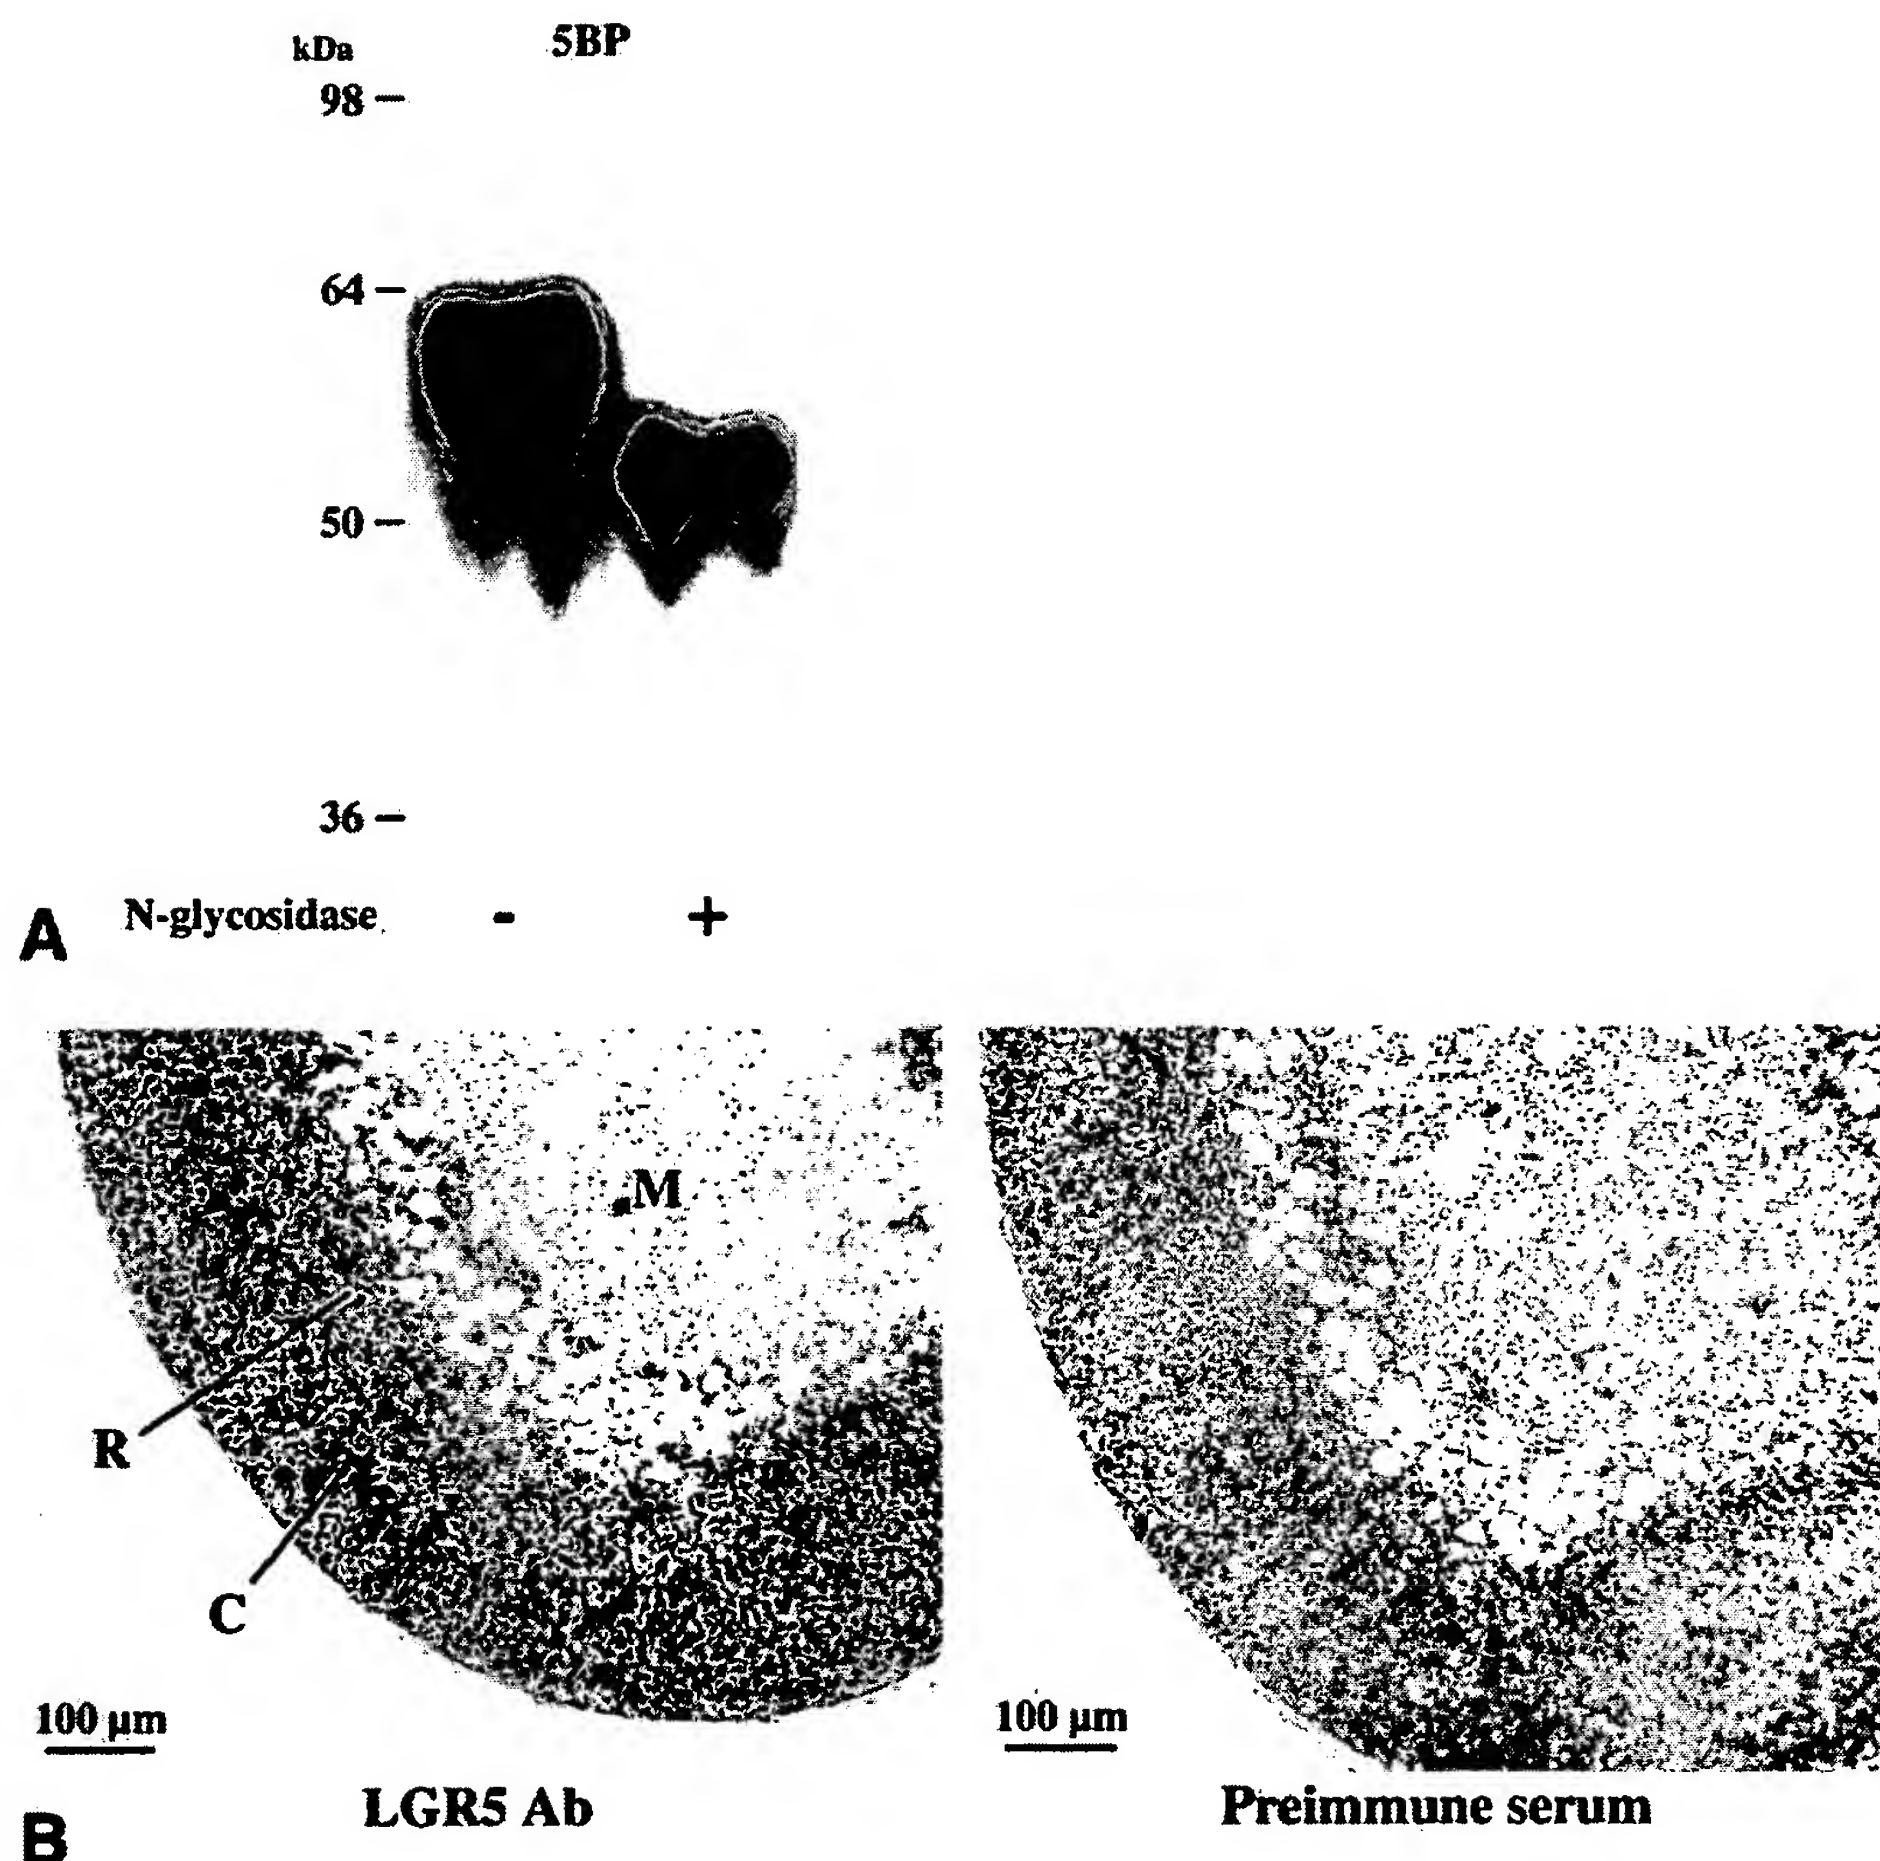 kDa 5BP
98
64
50
36
A N-glycosidase - +
M
R
C
100 μm 100 μm
LGR5 Ab Preimmune serum
B